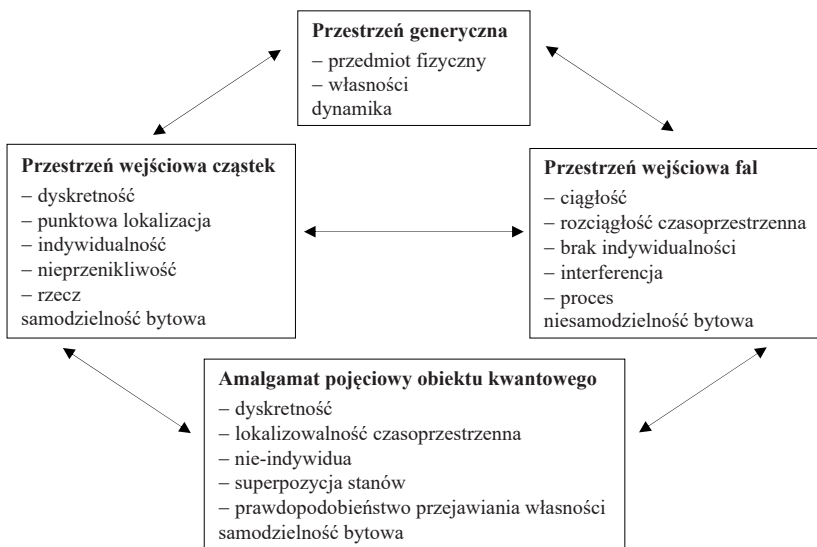 Przestrzeń generyczna
– przedmiot fizyczny
– własności
dynamika
Przestrzeń wejściowa cząstek
– dyskretność
– punktowa lokalizacja
– indywidualność
– nieprzenikliwość
– rzecz
samodzielność bytowa
Przestrzeń wejściowa fal
– ciągłość
– rozciągłość czasoprzestrzenna
– brak indywidualności
– interferencja
– proces
niesamodzielność bytowa
Amalgamat pojęciowy obiektu kwantowego
– dyskretność
– lokalizowalność czasoprzestrzenna
– nie-indywidua
– superpozycja stanów
– prawdopodobieństwo przejawiania własności
samodzielność bytowa